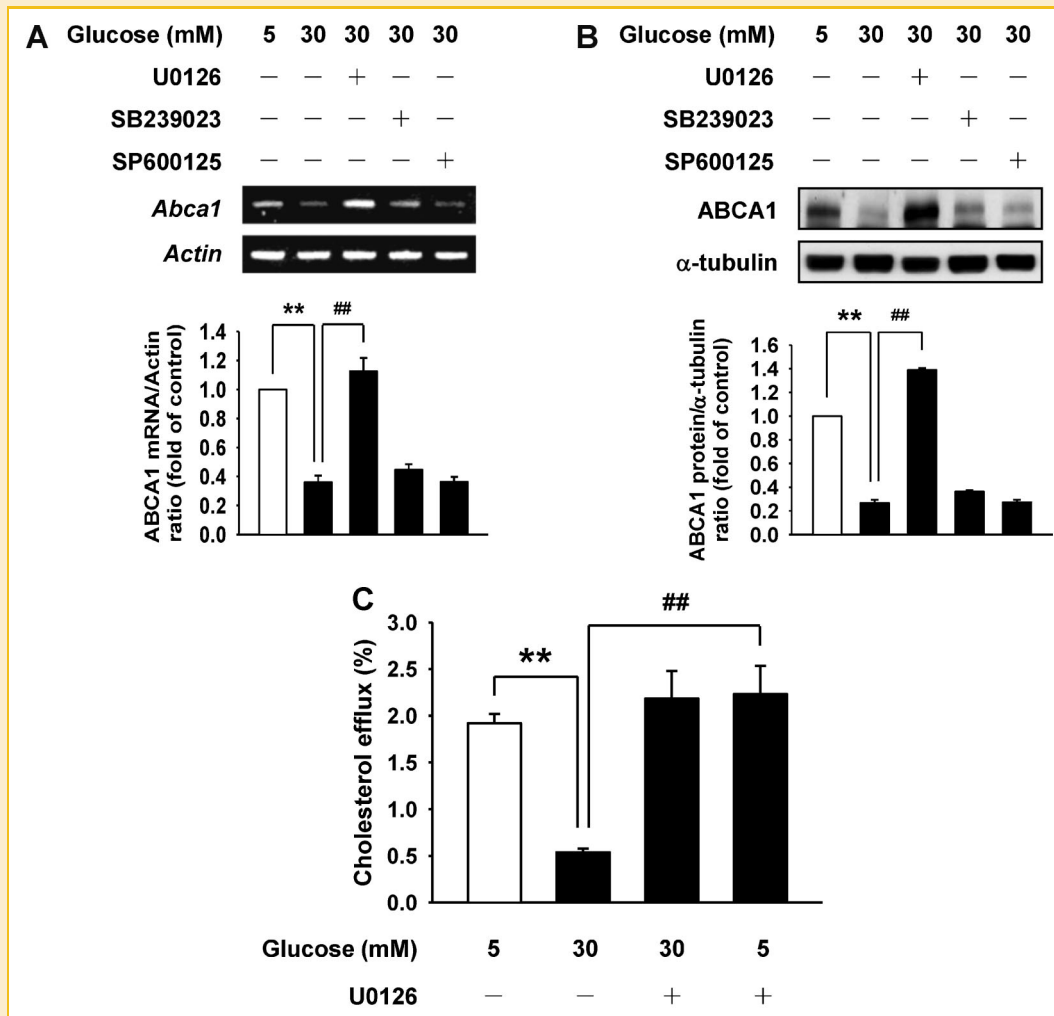 A Glucose (mM) 5 30 30 30 30
U0126 − − + − −
SB239023 − − − + −
SP600125 − − − − +
Abca1
Actin
** ##
ABCA1 mRNA/Actin
ratio (fold of control)
1.4
1.2
1.0
0.8
0.6
0.4
0.2
0.0
B Glucose (mM) 5 30 30 30 30
U0126 − − + − −
SB239023 − − − + −
SP600125 − − − − +
ABCA1
α-tubulin
** ##
ABCA1 protein/α-tubulin
ratio (fold of control)
1.6
1.4
1.2
1.0
0.8
0.6
0.4
0.2
0.0
C
##
**
Cholesterol efflux (%)
3.0
2.5
2.0
1.5
1.0
0.5
0.0
Glucose (mM) 5 30 30 5
U0126 − − + +